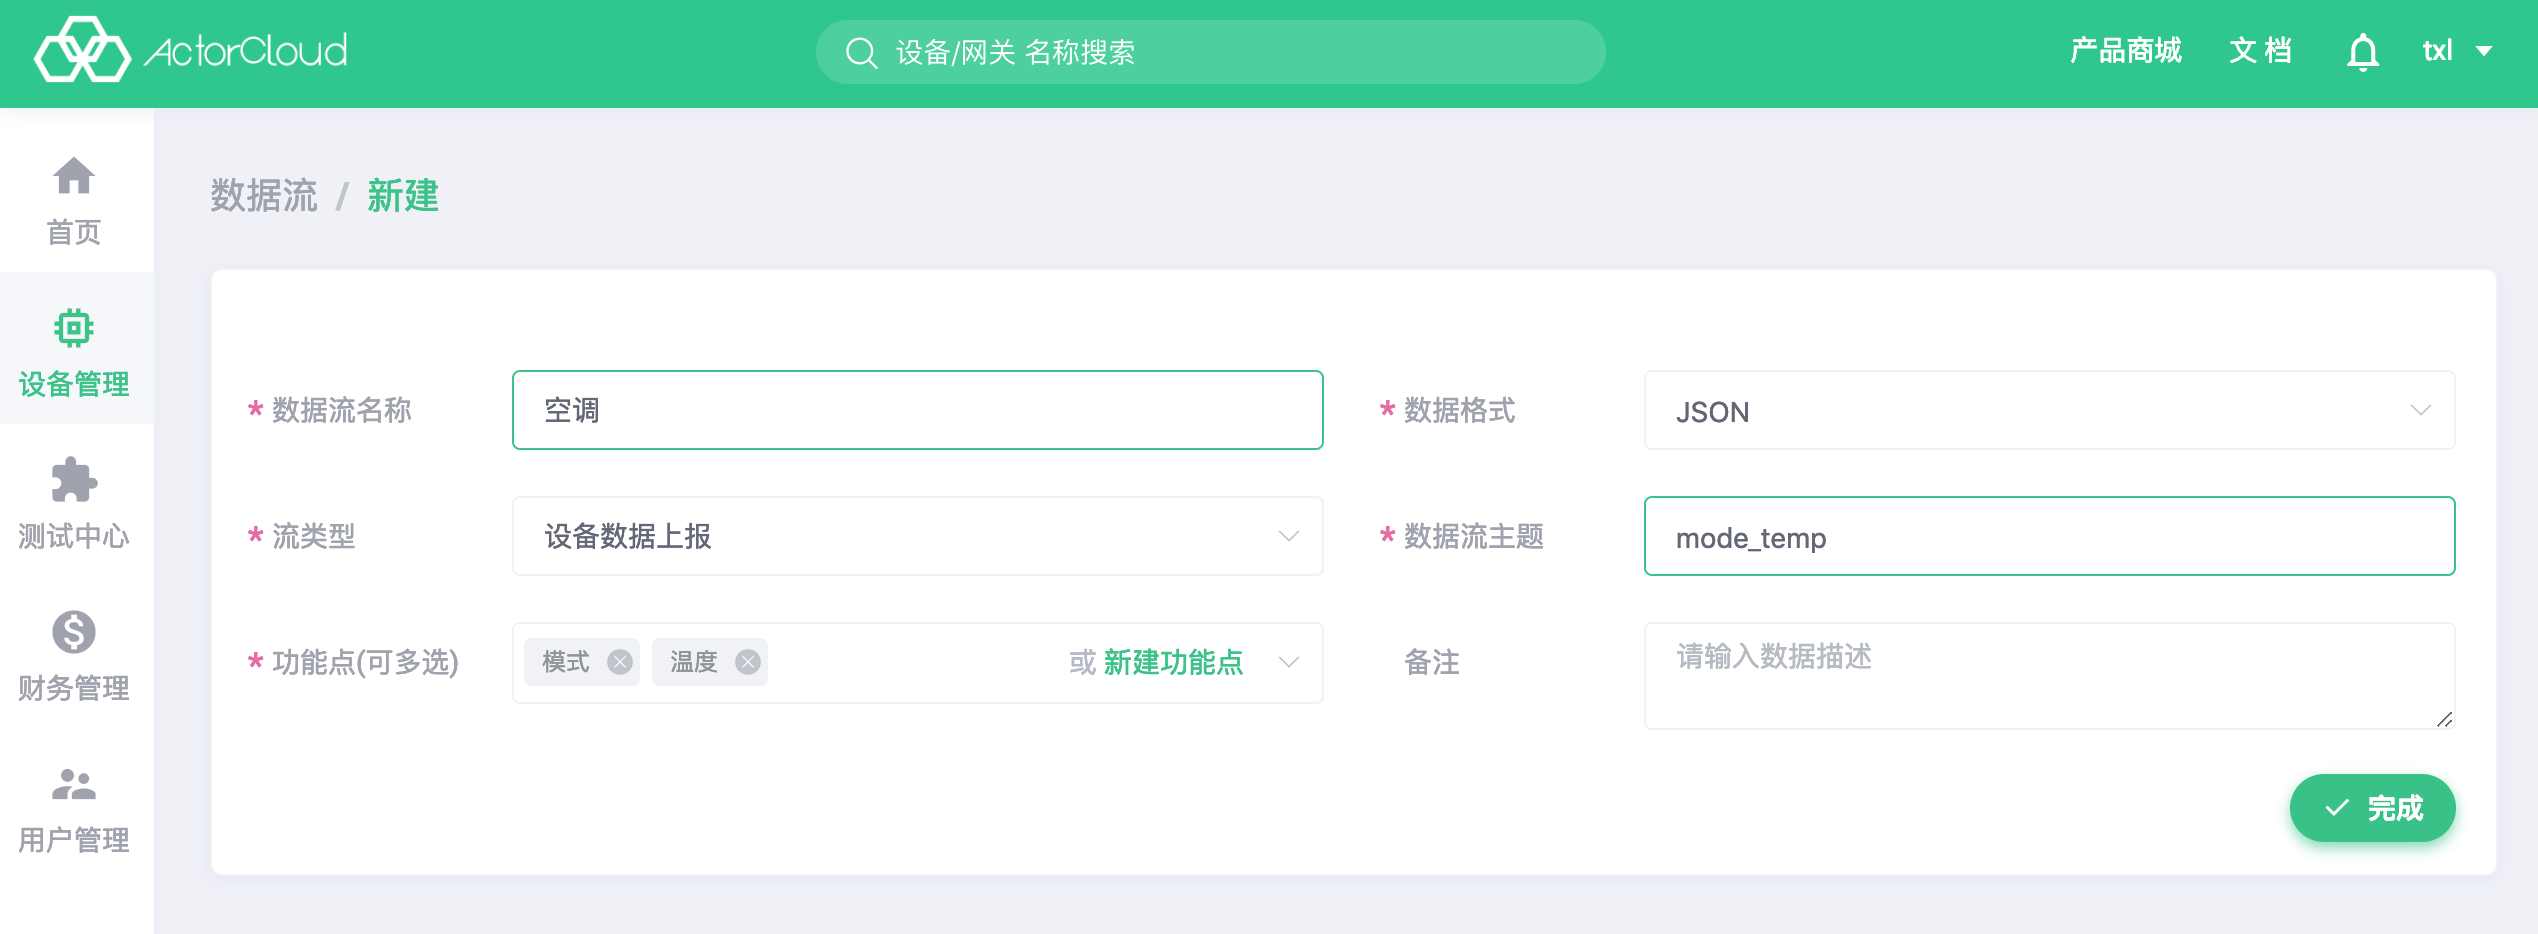 ActorCloud
设备/网关 名称搜索
产品商城
文 档
txl
首页
设备管理
测试中心
财务管理
用户管理
数据流 / 新建
* 数据流名称
空调
* 数据格式
JSON
* 流类型
设备数据上报
* 数据流主题
mode_temp
* 功能点(可多选)
模式
温度
或 新建功能点
备注
请输入数据描述
完成